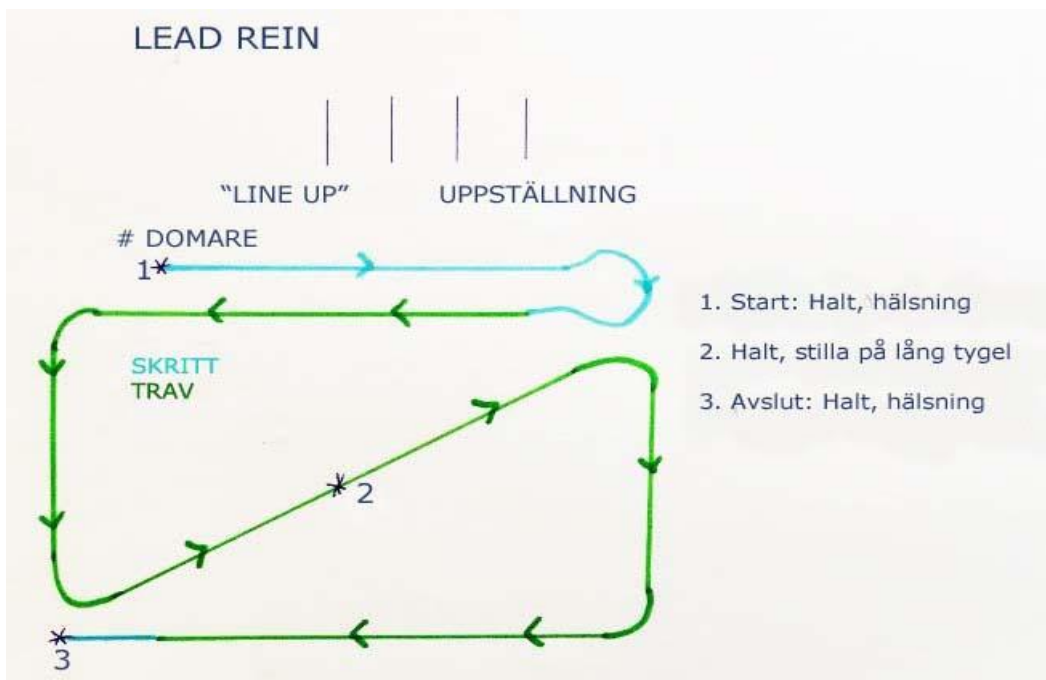 LEAD REIN
"LINE UP" UPPSTÄLLNING
# DOMARE
1
SKRITT
TRAV
2
3
1. Start: Halt, hälsning
2. Halt, stilla på lång tygel
3. Avslut: Halt, hälsning